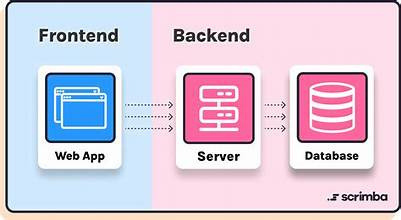 Frontend
Backend
Web App
Server
Database
scrimba